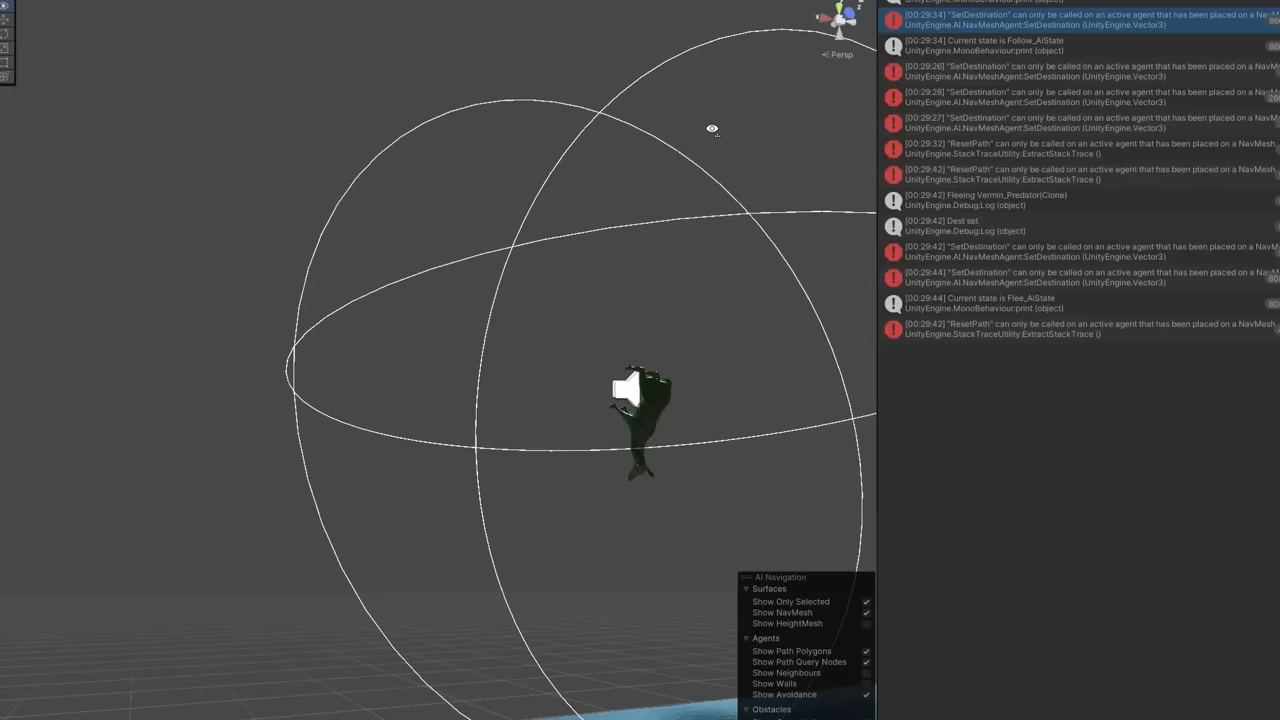 z
x
Persp
AI Navigation
Surfaces
Show Only Selected
Show NavMesh
Show HeightMesh
Agents
Show Path Polygons
Show Path Query Nodes
Show Neighbours
Show Walls
Show Avoidance
Obstacles
UnityEngine.MonoBehaviour:print (object)
[00:29:34] "SetDestination" can only be called on an active agent that has been placed on a Na
UnityEngine.AI.NavMeshAgent:SetDestination (UnityEngine.Vector3)
[00:29:34] Current state is Follow_AiState
UnityEngine.MonoBehaviour:print (object)
[00:29:26] "SetDestination" can only be called on an active agent that has been placed on a NavM
UnityEngine.AI.NavMeshAgent:SetDestination (UnityEngine.Vector3)
[00:29:28] "SetDestination" can only be called on an active agent that has been placed on a NavM
UnityEngine.AI.NavMeshAgent:SetDestination (UnityEngine.Vector3)
[00:29:27] "SetDestination" can only be called on an active agent that has been placed on a NavM
UnityEngine.AI.NavMeshAgent:SetDestination (UnityEngine.Vector3)
[00:29:32] "ResetPath" can only be called on an active agent that has been placed on a NavMesh
UnityEngine.StackTraceUtility:ExtractStackTrace ()
[00:29:42] "ResetPath" can only be called on an active agent that has been placed on a NavMesh
UnityEngine.StackTraceUtility:ExtractStackTrace ()
[00:29:42] Fleeing Vermin_Predator(Clone)
UnityEngine.Debug:Log (object)
[00:29:42] Dest set
UnityEngine.Debug:Log (object)
[00:29:42] "SetDestination" can only be called on an active agent that has been placed on a NavM
UnityEngine.AI.NavMeshAgent:SetDestination (UnityEngine.Vector3)
[00:29:44] "SetDestination" can only be called on an active agent that has been placed on a NavM
UnityEngine.AI.NavMeshAgent:SetDestination (UnityEngine.Vector3)
[00:29:44] Current state is Flee_AiState
UnityEngine.MonoBehaviour:print (object)
[00:29:42] "ResetPath" can only be called on an active agent that has been placed on a NavMesh
UnityEngine.StackTraceUtility:ExtractStackTrace ()